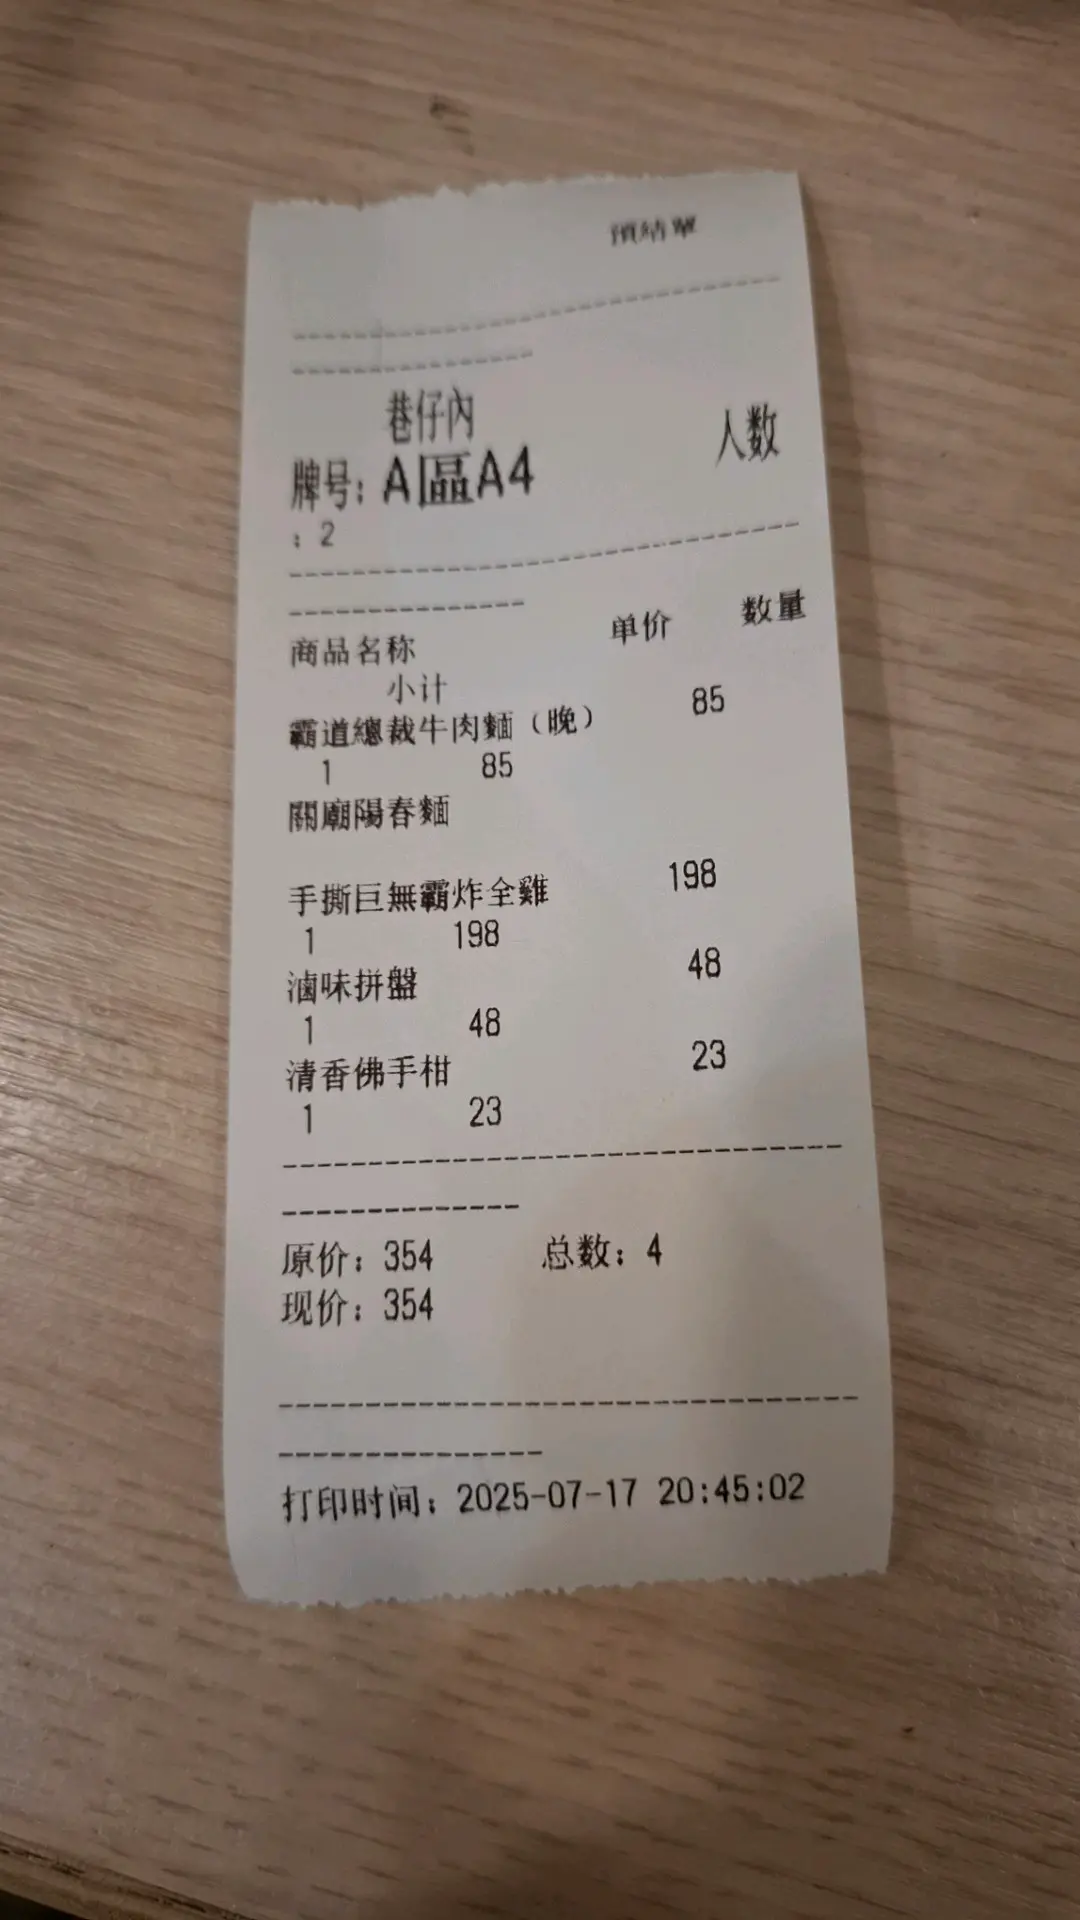 預結單
--------------------------------
---------------
巷仔內
牌号：A區A4 人数
：2
--------------------------------
---------------
商品名称 单价 数量
小计
霸道總裁牛肉麵（晚） 85
1 85
關廟陽春麵
手撕巨無霸炸全雞 198
1 198
滷味拼盤 48
1 48
清香佛手柑 23
1 23
--------------------------------
---------------
原价：354 总数：4
现价：354
--------------------------------
---------------
打印时间：2025-07-17 20:45:02